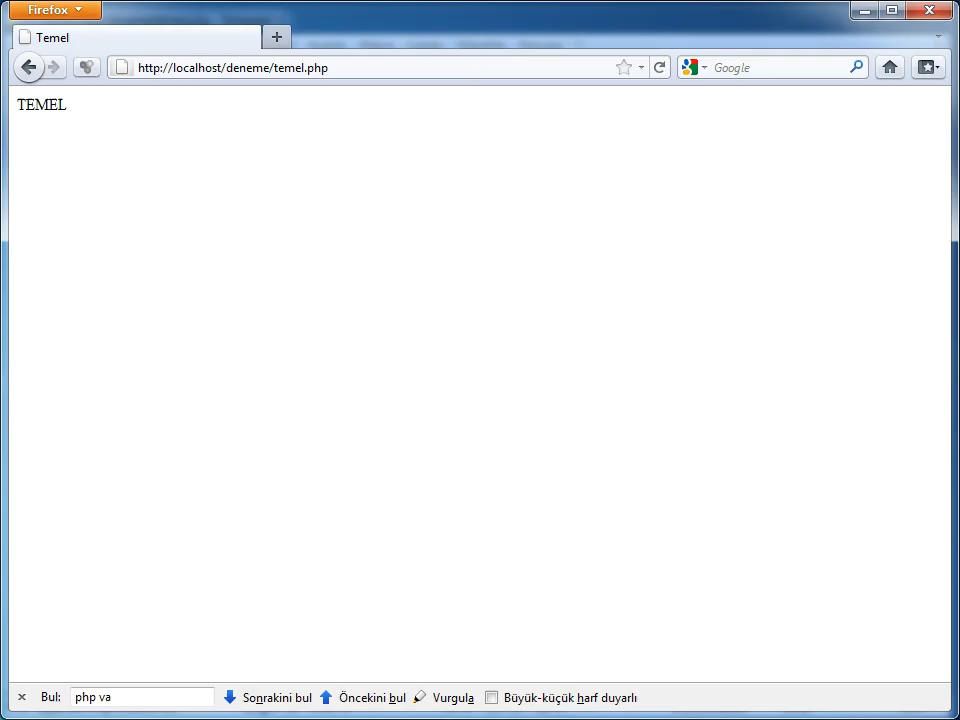 Firefox
Temel
http://localhost/deneme/temel.php
Google
TEMEL
Bul: php va Sonrakini bul Öncekini bul Vurgula Büyük-küçük harf duyarlı